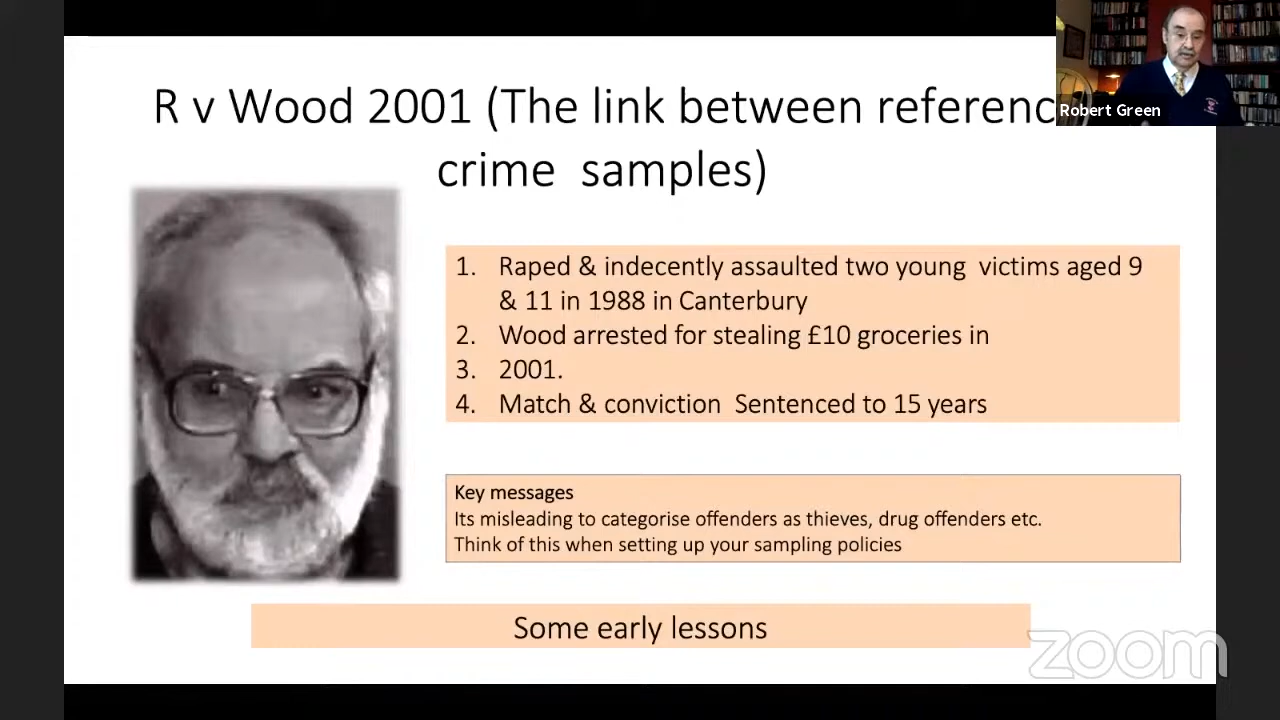 R v Wood 2001 (The link between referenc
crime samples)
Robert Green
1. Raped & indecently assaulted two young victims aged 9
& 11 in 1988 in Canterbury
2. Wood arrested for stealing £10 groceries in
3. 2001.
4. Match & conviction Sentenced to 15 years
Key messages
Its misleading to categorise offenders as thieves, drug offenders etc.
Think of this when setting up your sampling policies
Some early lessons
zoom